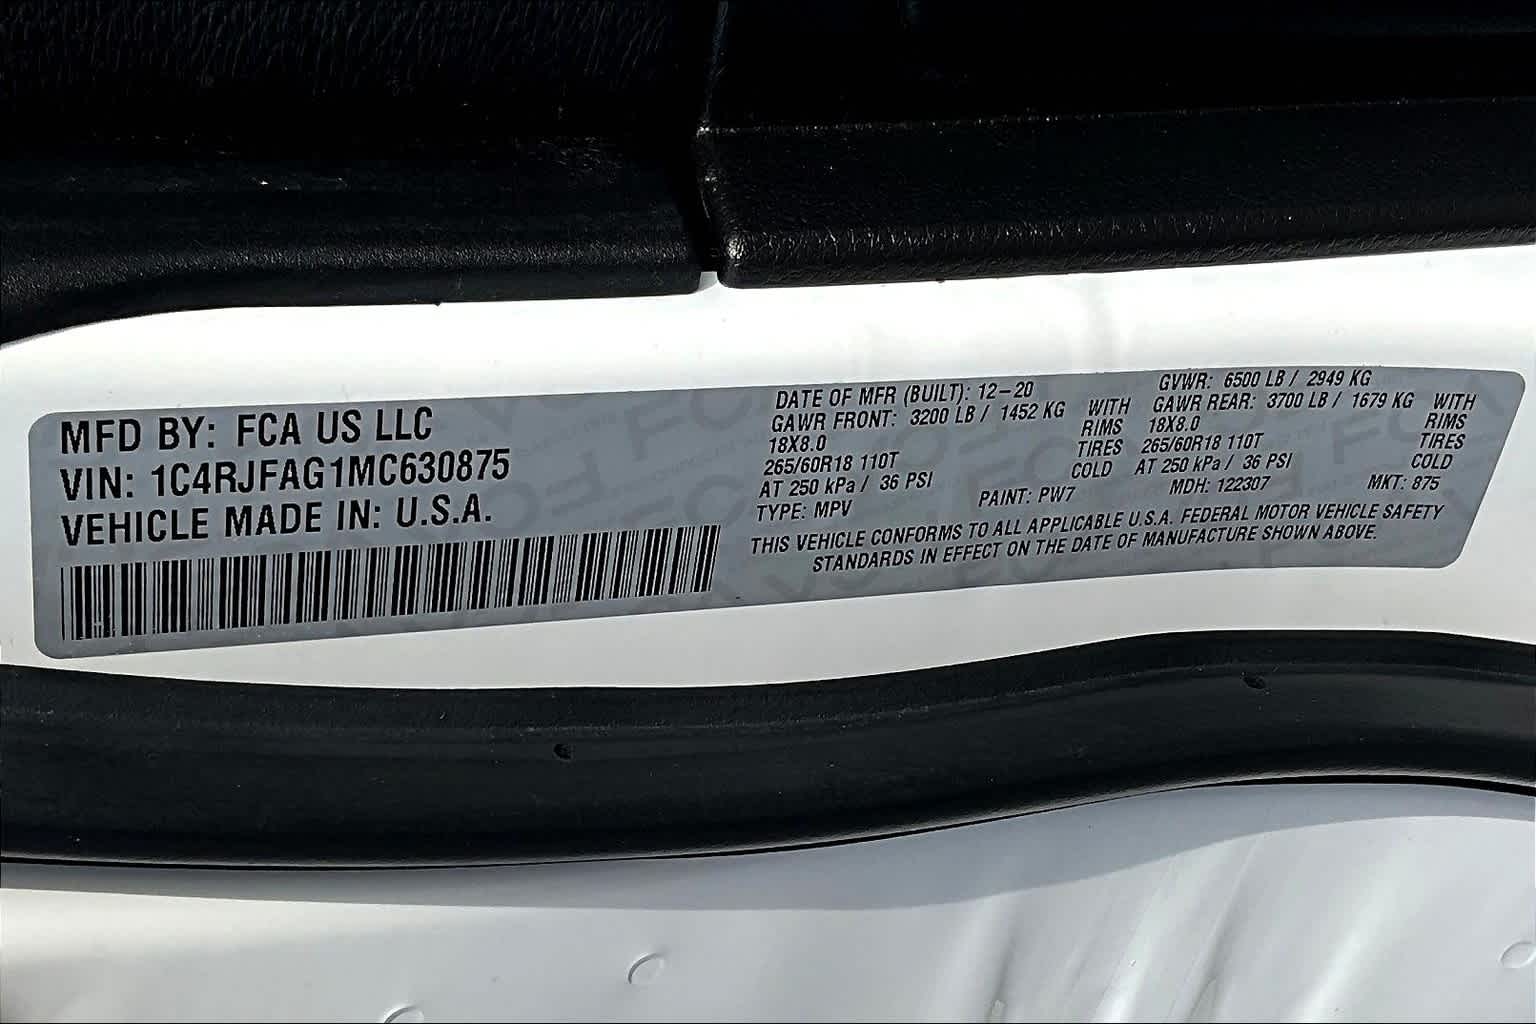 MFD BY: FCA US LLC
VIN: 1C4RJFAG1MC630875
VEHICLE MADE IN: U.S.A.
DATE OF MFR (BUILT): 12-20
GAWR FRONT: 3200 LB / 1452 KG WITH
18X8.0 RIMS
265/60R18 110T TIRES
AT 250 kPa / 36 PSI COLD
TYPE: MPV PAINT: PW7
GVWR: 6500 LB / 2949 KG
GAWR REAR: 3700 LB / 1679 KG WITH
18X8.0 RIMS
265/60R18 110T TIRES
AT 250 kPa / 36 PSI COLD
MDH: 122307 MKT: 875
THIS VEHICLE CONFORMS TO ALL APPLICABLE U.S.A. FEDERAL MOTOR VEHICLE SAFETY
STANDARDS IN EFFECT ON THE DATE OF MANUFACTURE SHOWN ABOVE.